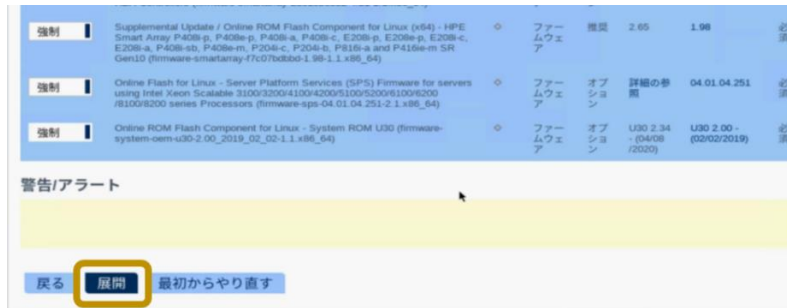 強制
Supplemental Update / Online ROM Flash Component for Linux (x64) - HPE
Smart Array P408i-p, P408e-p, P408i-a, P408i-c, E208i-p, E208e-p, E208i-c,
E208i-a, P408i-sb, P408e-m, P204i-c, P204i-b, P816i-a and P416ie-m SR
Gen10 (firmware-smartarray-f7c07bdbbd-1.98-1.1.x86_64)
ファー
ムウェ
ア
推奨
2.65
1.98
必
須
強制
Online Flash for Linux - Server Platform Services (SPS) Firmware for servers
using Intel Xeon Scalable 3100/3200/4100/4200/5100/5200/6100/6200
/8100/8200 series Processors (firmware-sps-04.01.04.251-2.1.x86_64)
ファー
ムウェ
ア
オプ
ショ
ン
詳細の参
照
04.01.04.251
必
須
強制
Online ROM Flash Component for Linux - System ROM U30 (firmware-
system-oem-u30-2.00_2019_02_02-1.1.x86_64)
ファー
ムウェ
ア
オプ
ショ
ン
U30 2.34
- (04/08
/2020)
U30 2.00 -
(02/02/2019)
必
須
警告/アラート
戻る 展開 最初からやり直す